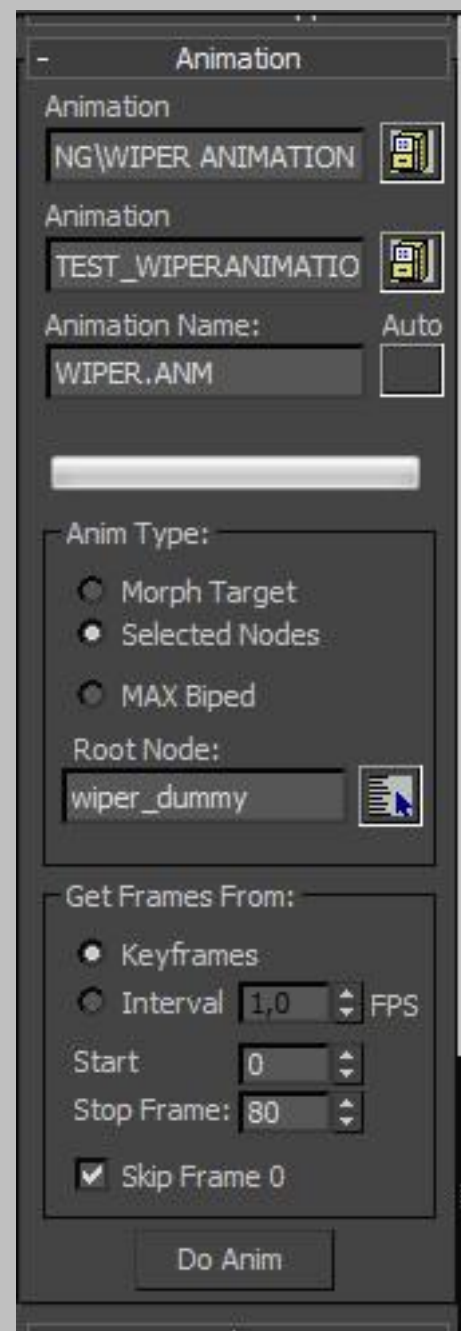 - Animation
Animation
NG\WIPER ANIMATION
Animation
TEST_WIPERANIMATIO
Animation Name: Auto
WIPER.ANM
Anim Type:
Morph Target
Selected Nodes
MAX Biped
Root Node:
wiper_dummy
Get Frames From:
Keyframes
Interval 1,0 FPS
Start 0
Stop Frame: 80
Skip Frame 0
Do Anim